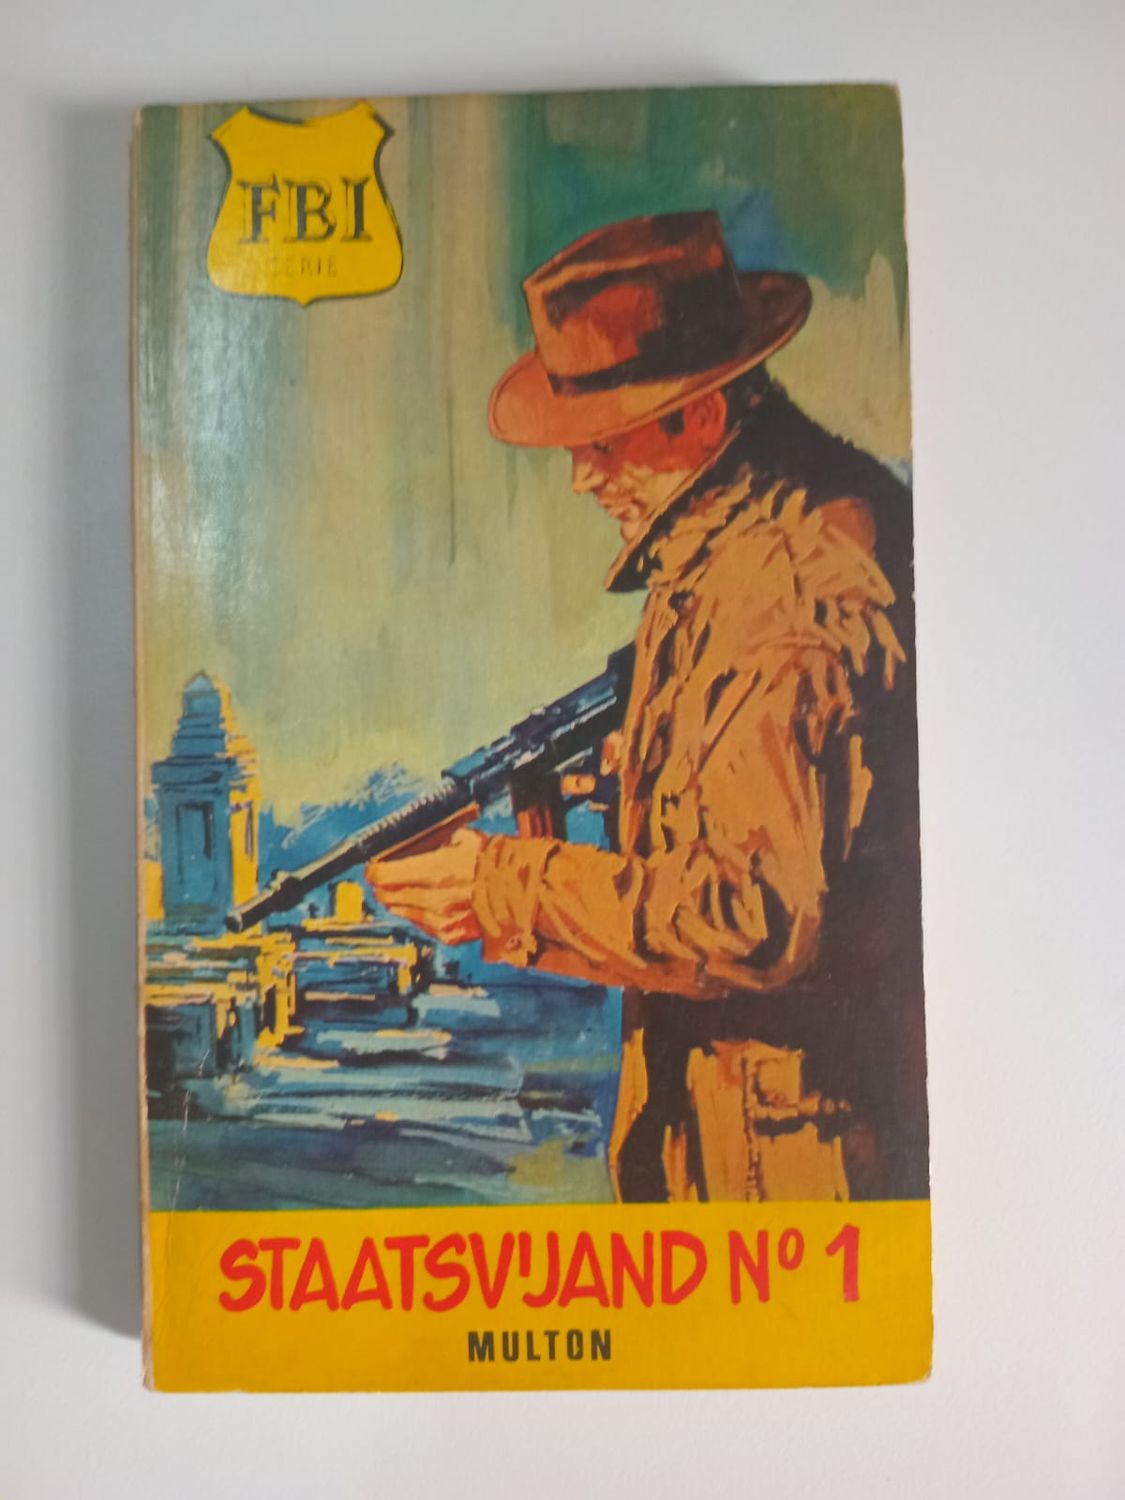 FBI
SERIE
STAATSVIJAND Nº 1
MULTON